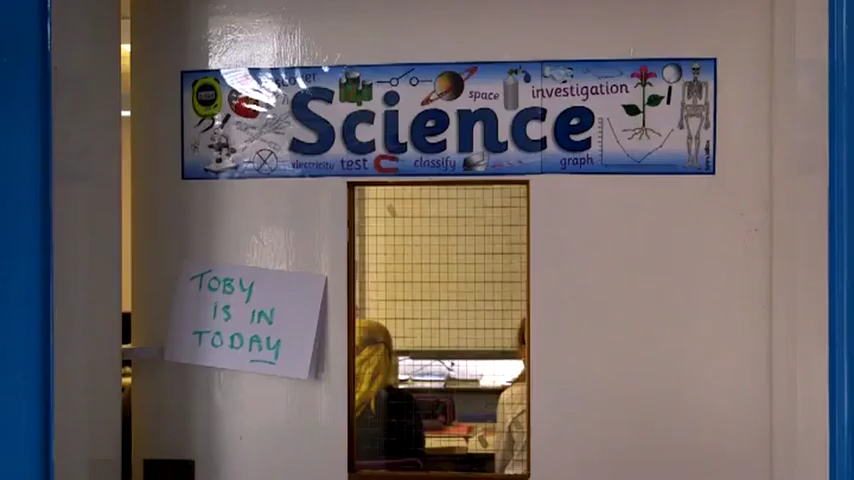 Science
space
investigation
electricity
test
classify
graph
TOBY
IS IN
TODAY